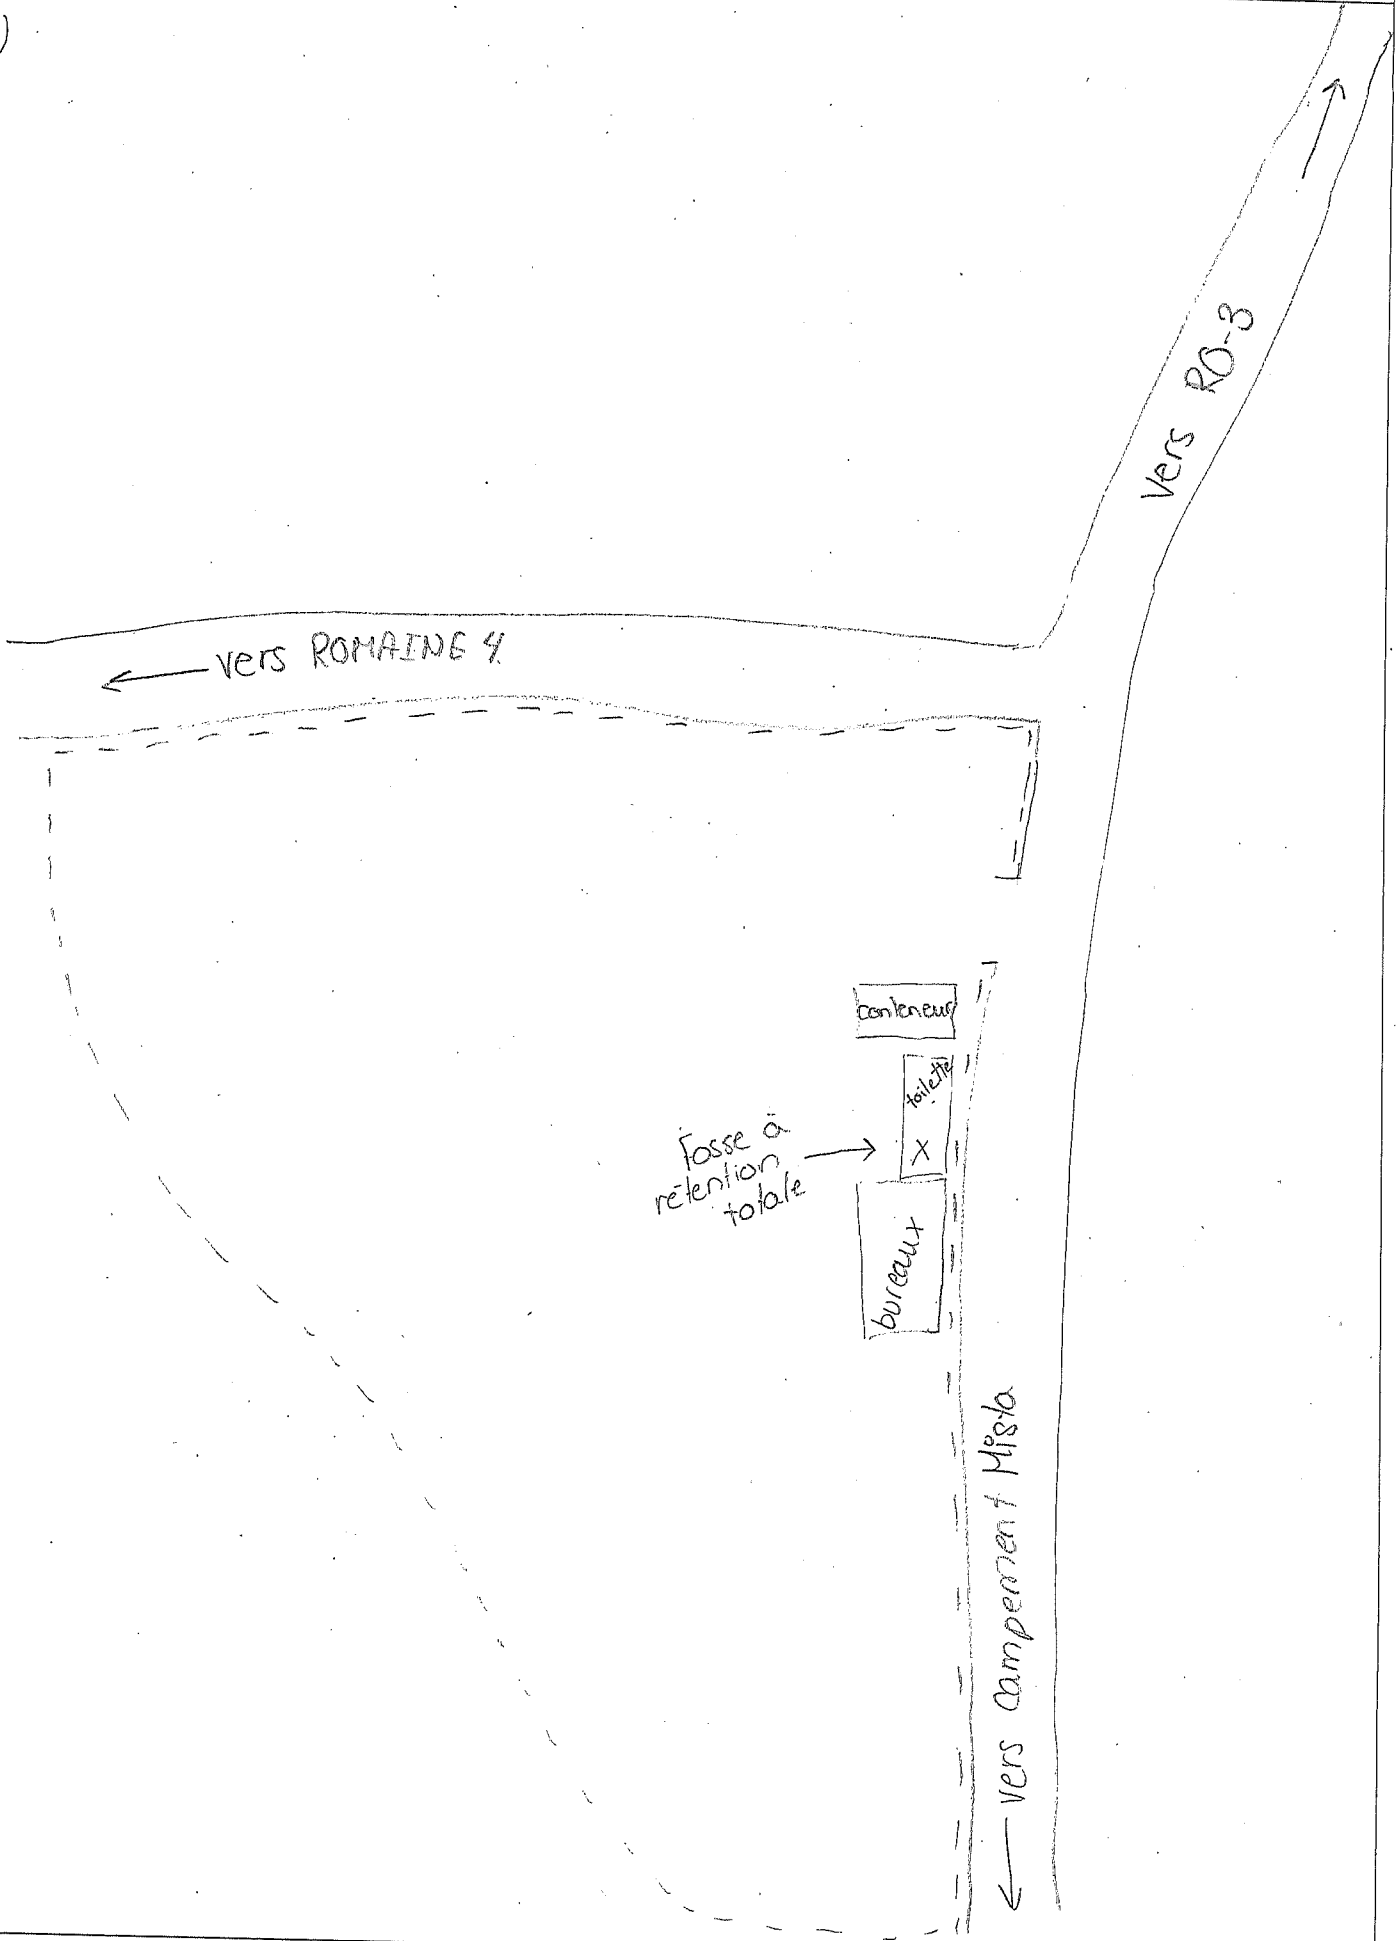 )
vers RO-3
vers ROMAINE 4
conteneur
toilette
X
Fosse à
rétention
totale
bureaux
vers campement Mista